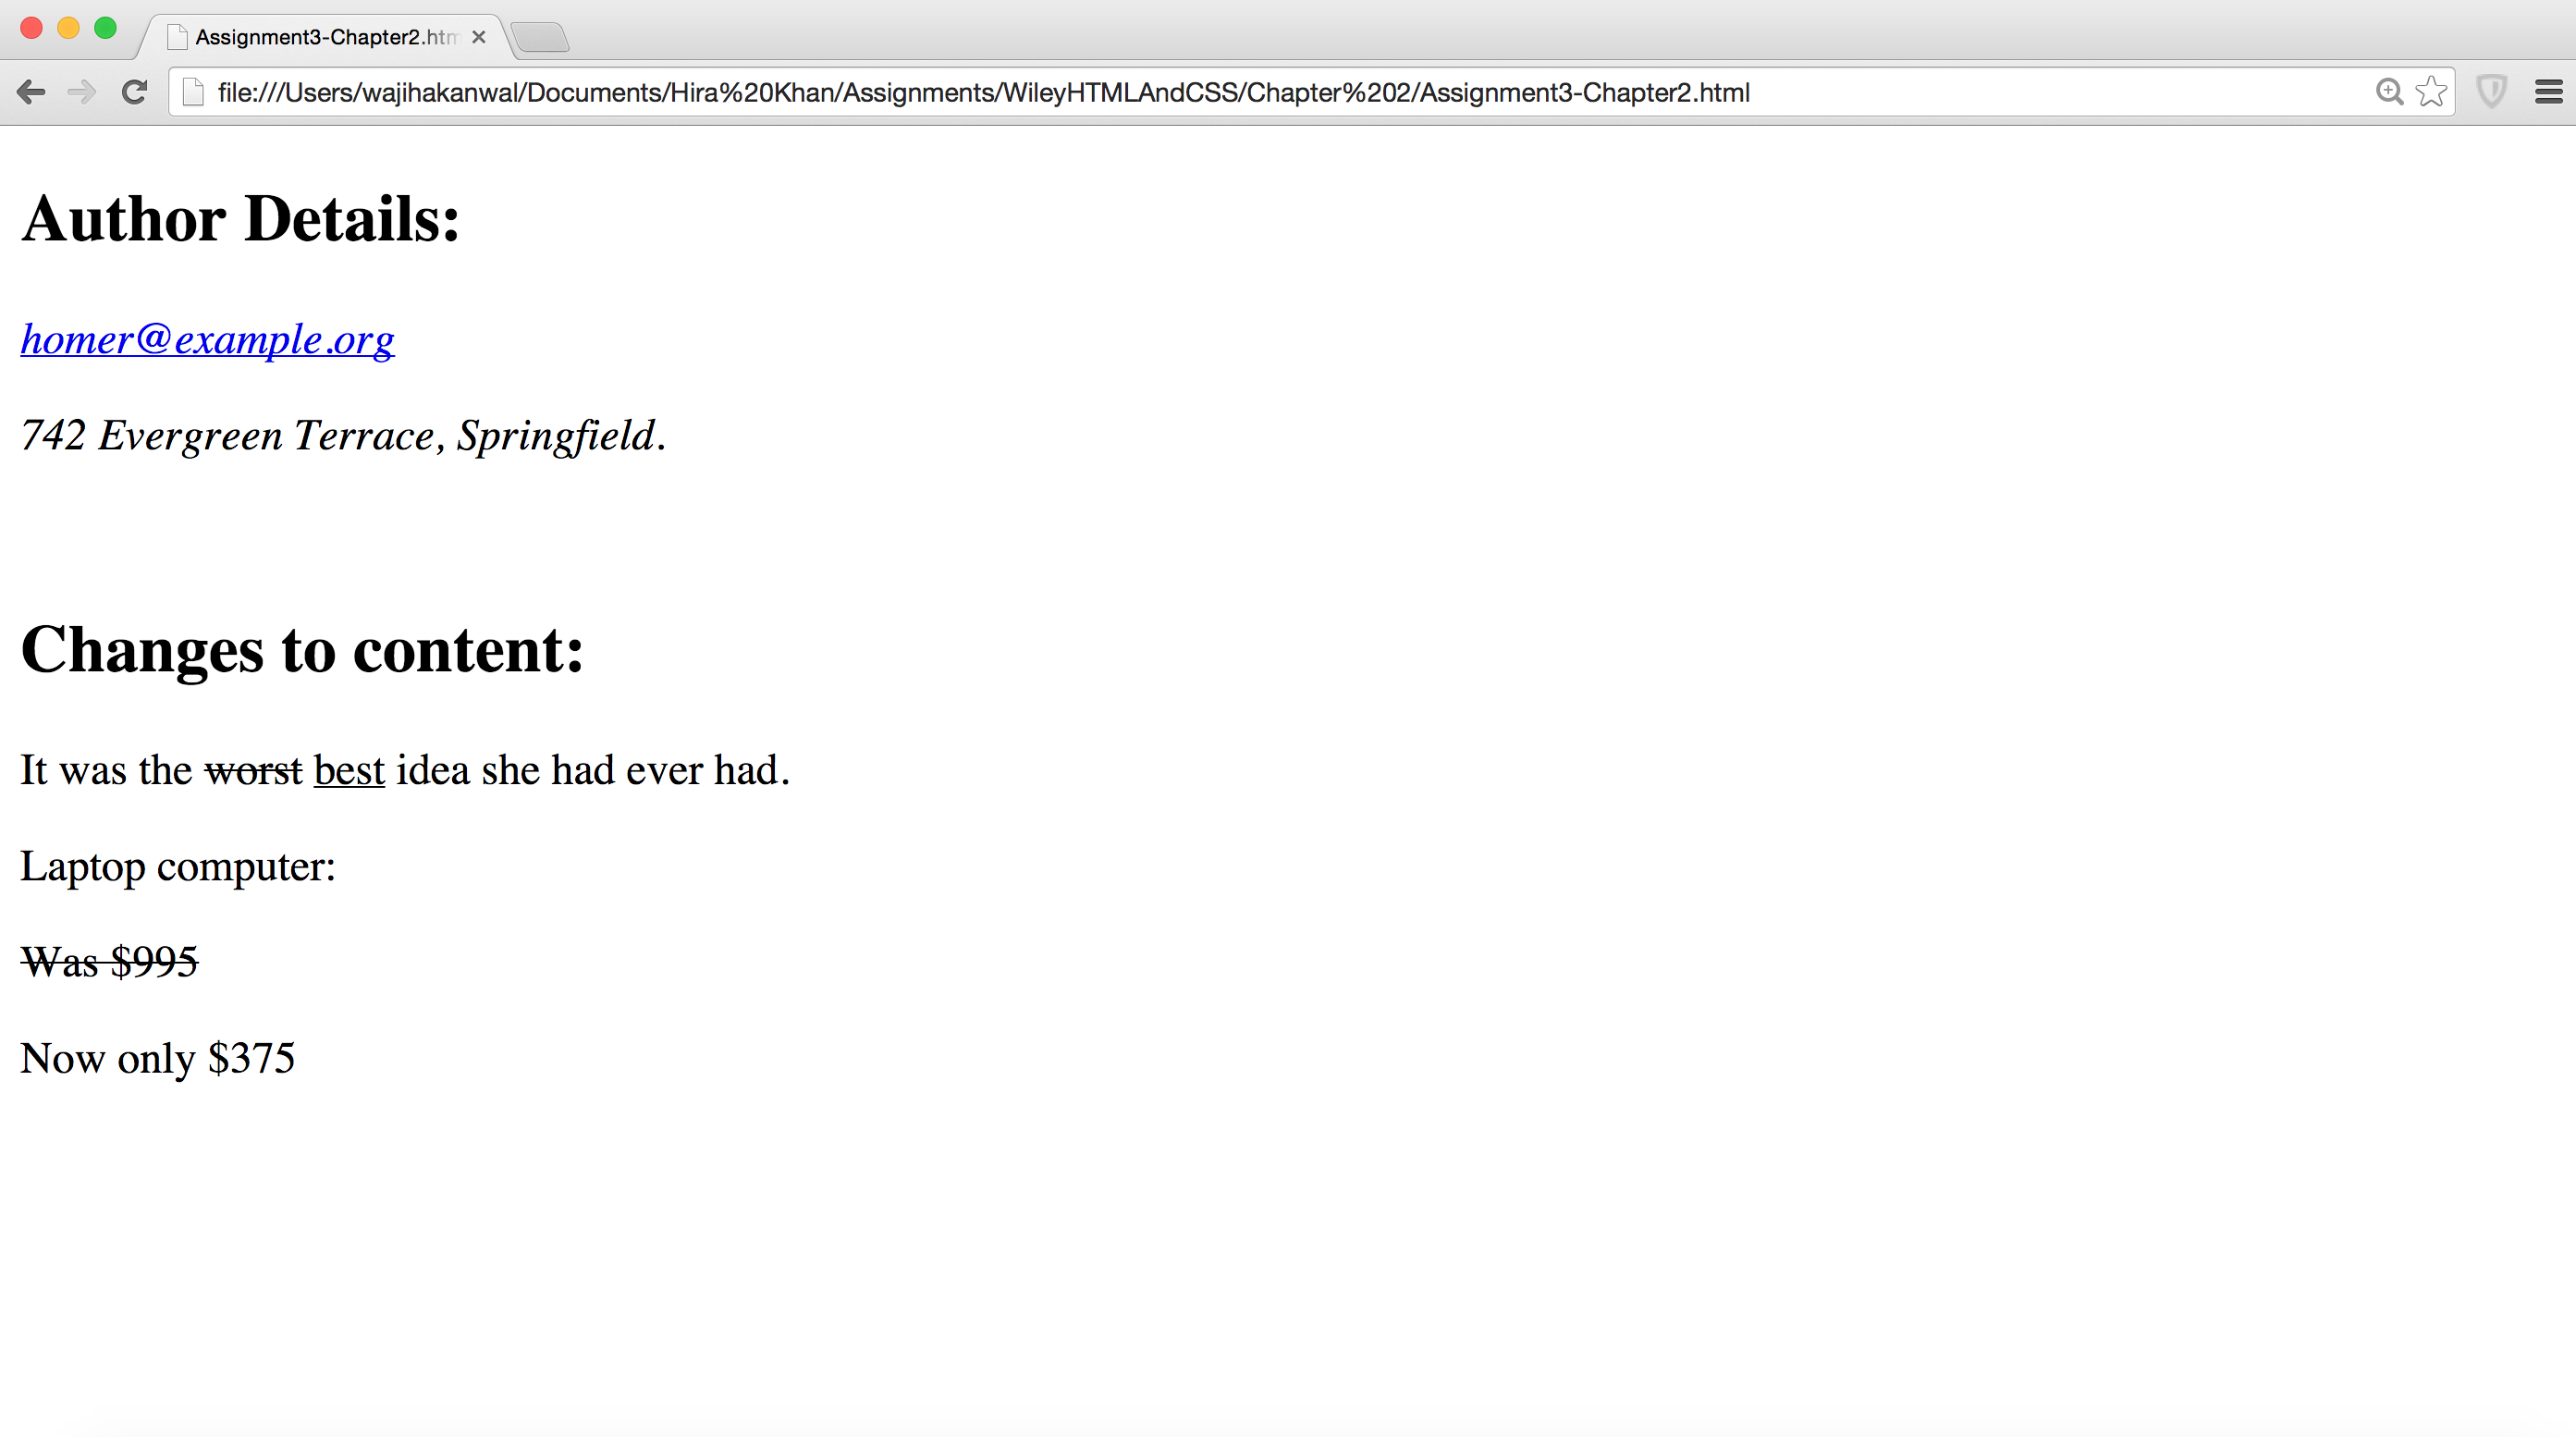 Assignment3-Chapter2.htm
file:///Users/wajihakanwal/Documents/Hira%20Khan/Assignments/WileyHTMLAndCSS/Chapter%202/Assignment3-Chapter2.html
Author Details:
homer@example.org
742 Evergreen Terrace, Springfield.
Changes to content:
It was the worst best idea she had ever had.
Laptop computer:
Was $995
Now only $375